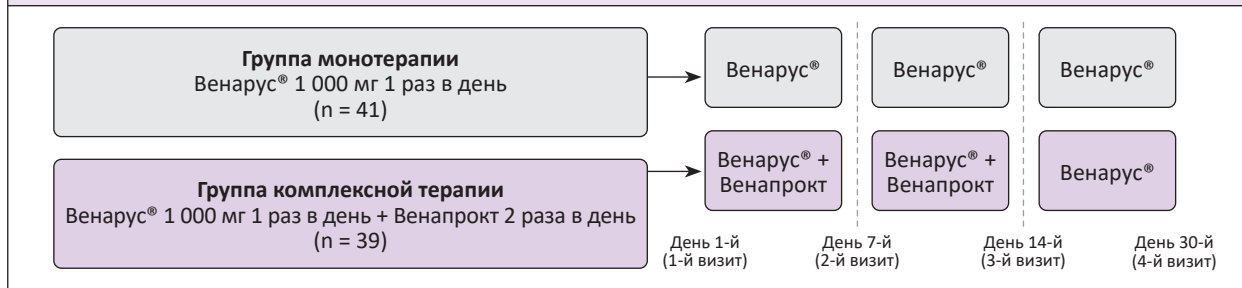 Группа монотерапии
Венарус® 1 000 мг 1 раз в день
(n = 41)
Венарус®
Венарус®
Венарус®
Группа комплексной терапии
Венарус® 1 000 мг 1 раз в день + Венапрокт 2 раза в день
(n = 39)
Венарус® +
Венапрокт
Венарус® +
Венапрокт
Венарус®
День 1-й
(1-й визит)
День 7-й
(2-й визит)
День 14-й
(3-й визит)
День 30-й
(4-й визит)